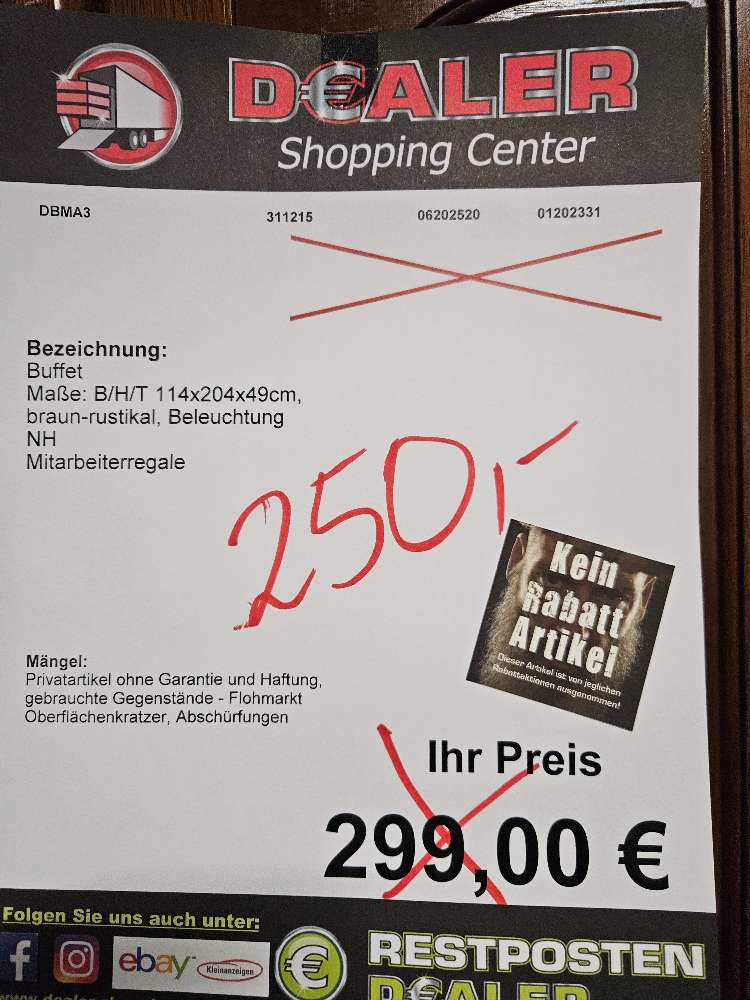 D€ALER
Shopping Center
DBMA3 311215 06202520 01202331
Bezeichnung:
Buffet
Maße: B/H/T 114x204x49cm,
braun-rustikal, Beleuchtung
NH
Mitarbeiterregale
250,-
Kein
Rabatt
Artikel
Dieser Artikel ist von jeglichen
Rabattaktionen ausgenommen!
Mängel:
Privatartikel ohne Garantie und Haftung,
gebrauchte Gegenstände - Flohmarkt
Oberflächenkratzer, Abschürfungen
Ihr Preis
299,00 €
Folgen Sie uns auch unter:
f ebay Kleinanzeigen
€ RESTPOSTEN
D€ALER